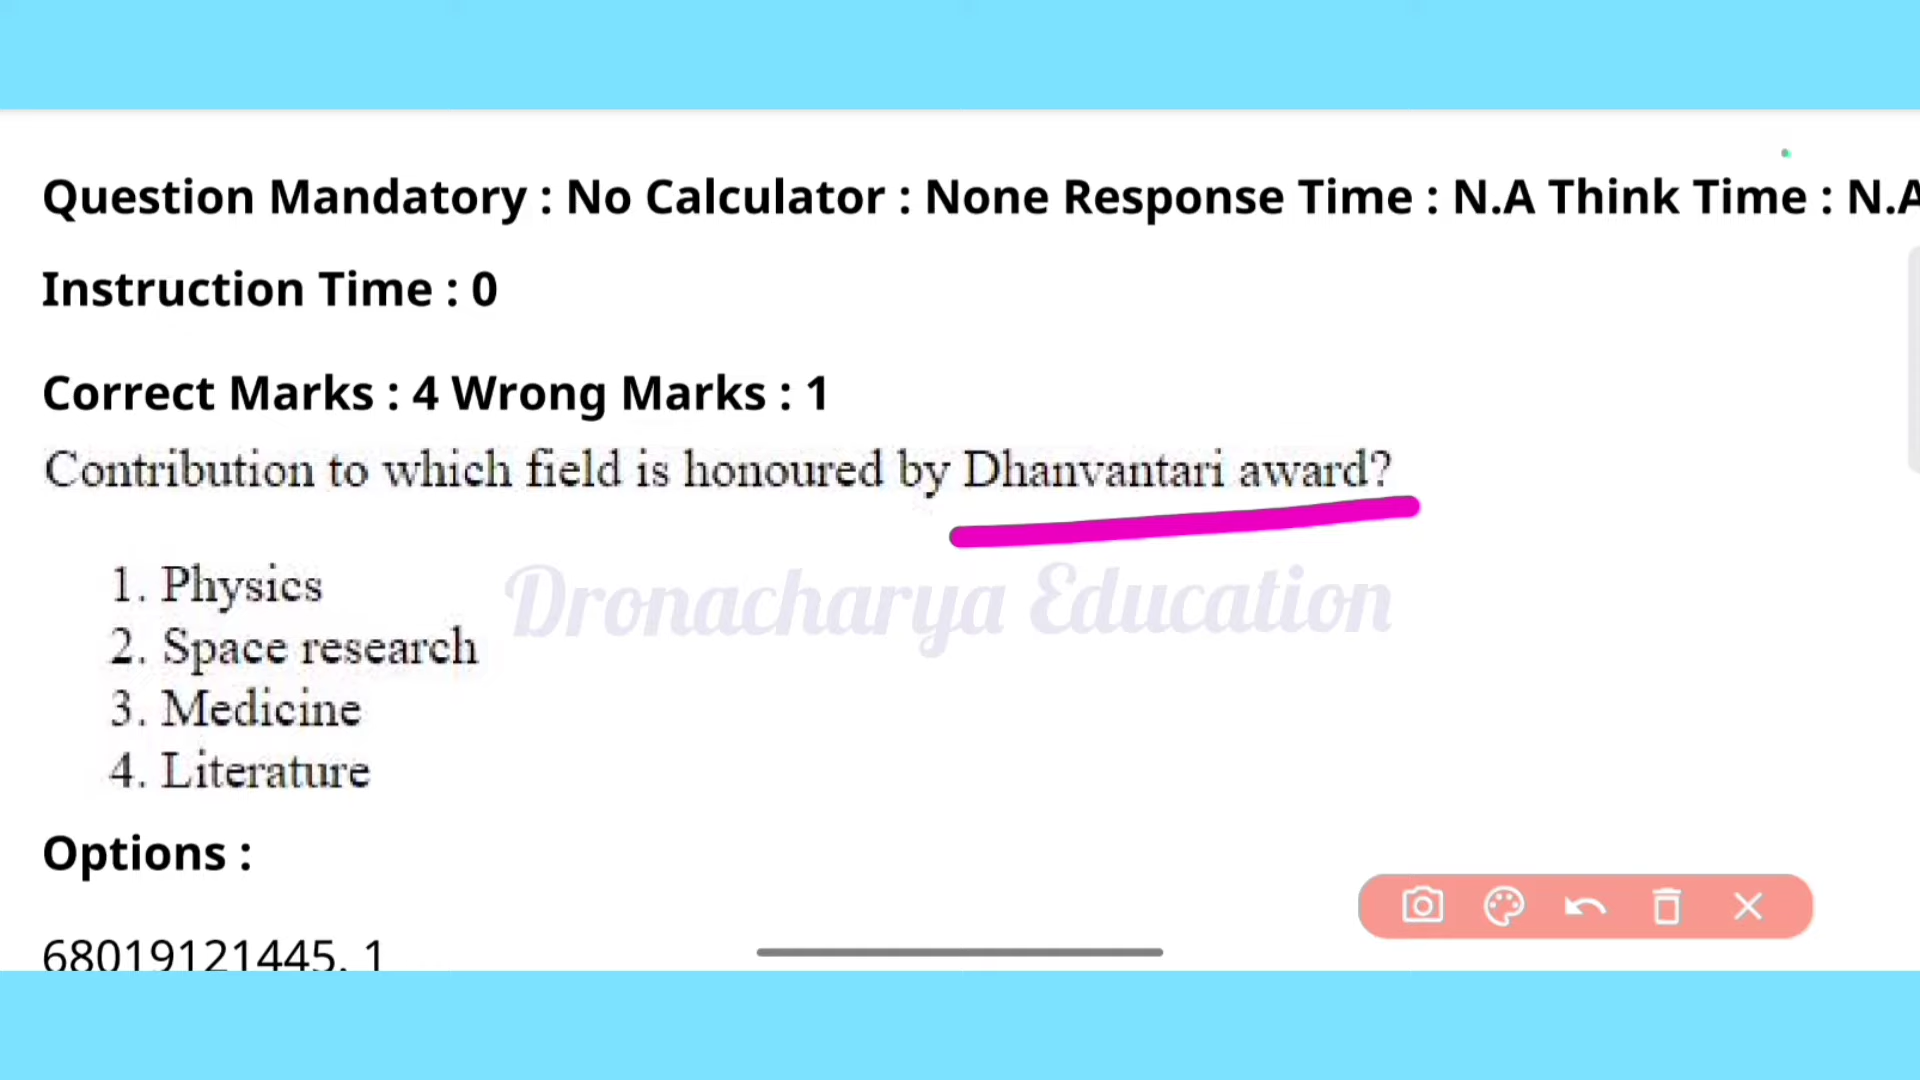 Question Mandatory : No Calculator : None Response Time : N.A Think Time : N.A
Instruction Time : 0
Correct Marks : 4 Wrong Marks : 1
Contribution to which field is honoured by Dhanvantari award?
1. Physics
2. Space research
3. Medicine
4. Literature
Dronacharya Education
Options :
68019121445. 1